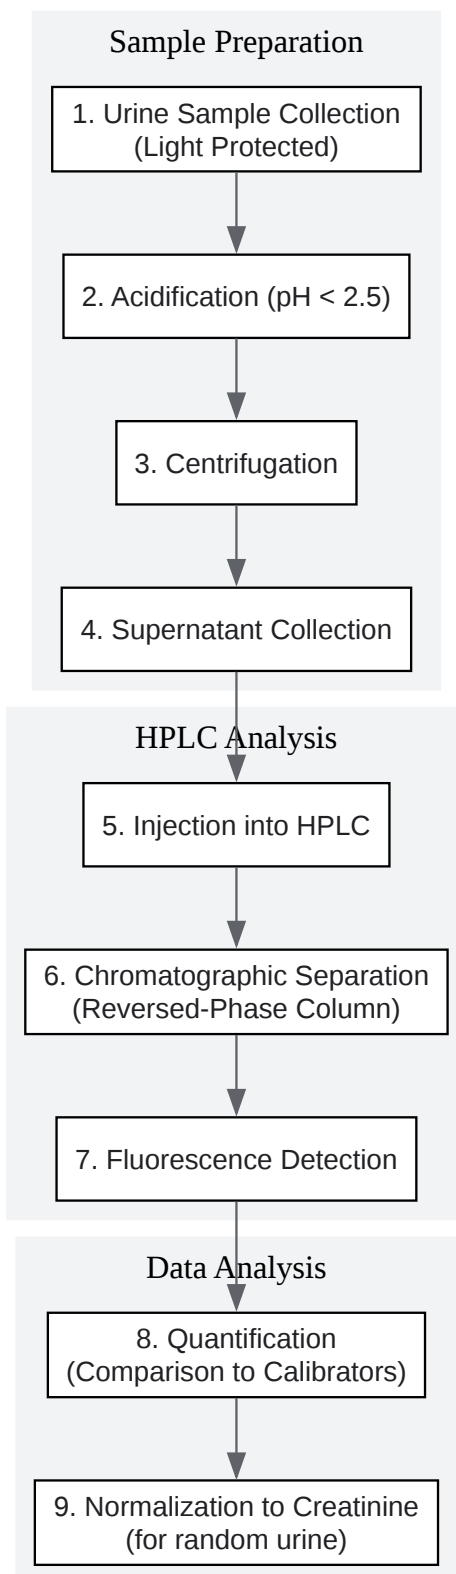 Sample Preparation
1. Urine Sample Collection
(Light Protected)
2. Acidification (pH < 2.5)
3. Centrifugation
4. Supernatant Collection
HPLC Analysis
5. Injection into HPLC
6. Chromatographic Separation
(Reversed-Phase Column)
7. Fluorescence Detection
Data Analysis
8. Quantification
(Comparison to Calibrators)
9. Normalization to Creatinine
(for random urine)